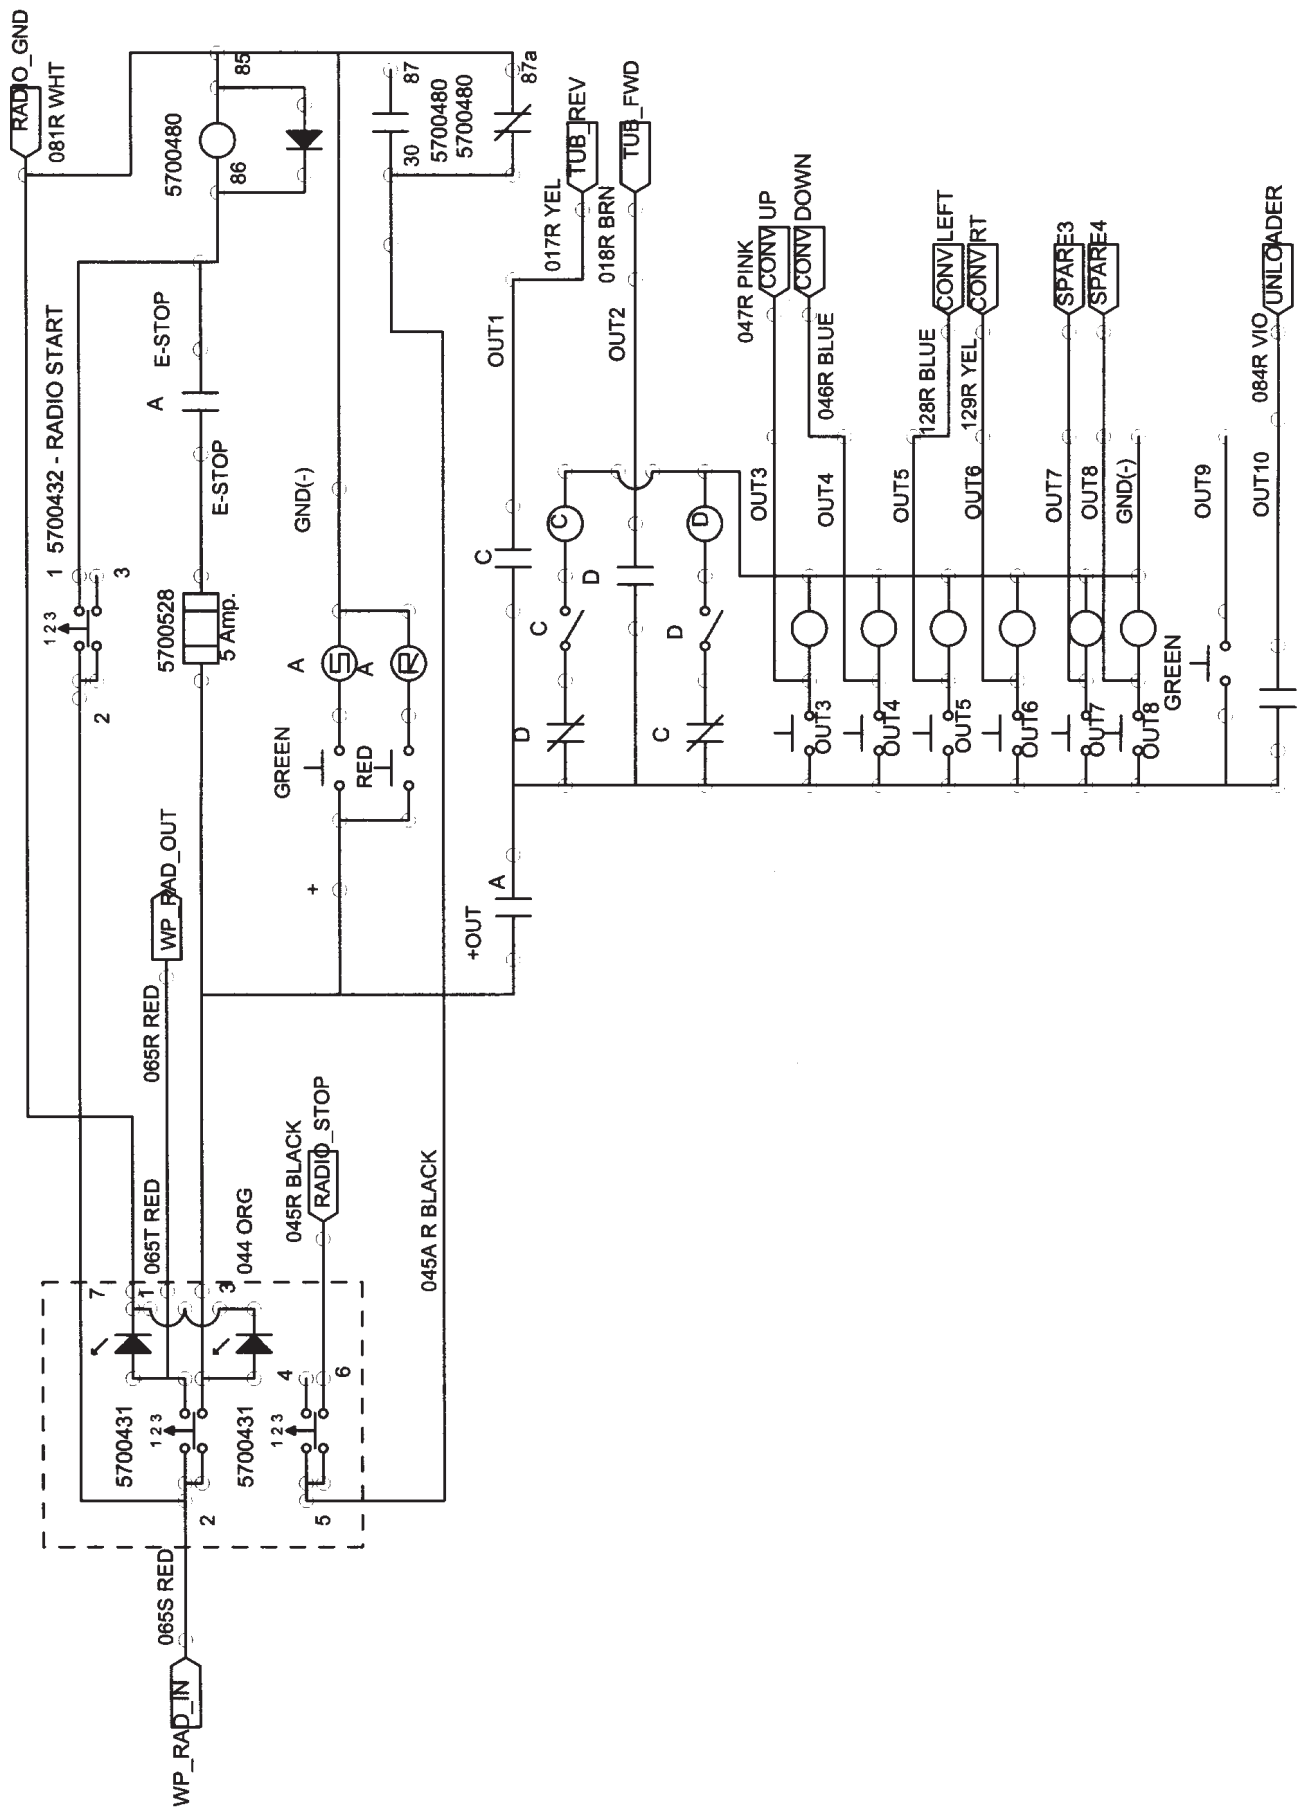 RADIO_GND
081R WHT
85
5700480
86
87
5700480
5700480
30
87a
TUB_REV
017R YEL
TUB_FWD
018R BRN
CONV UP
047R PINK
CONV DOWN
046R BLUE
CONV LEFT
128R BLUE
CONV RT
129R YEL
SPARE3
SPARE4
UNLOADER
084R VIO
5700432 - RADIO START
1
3
1 2 3
2
E-STOP
A
E-STOP
5700528
5 Amp.
GND(-)
OUT1
OUT2
OUT3
OUT4
OUT5
OUT6
OUT7
OUT8
GND(-)
OUT9
OUT10
A
S
A
R
GREEN
RED
+
C
C
C
D
D
D
D
C
OUT3
OUT4
OUT5
OUT6
OUT7
OUT8
GREEN
+OUT
A
WP_RAD_OUT
065R RED
065T RED
7
1
3
044 ORG
045R BLACK
RADIO_STOP
045A R BLACK
5700431
1 2 3
5700431
1 2 3
4
6
2
5
065S RED
WP_RAD_IN